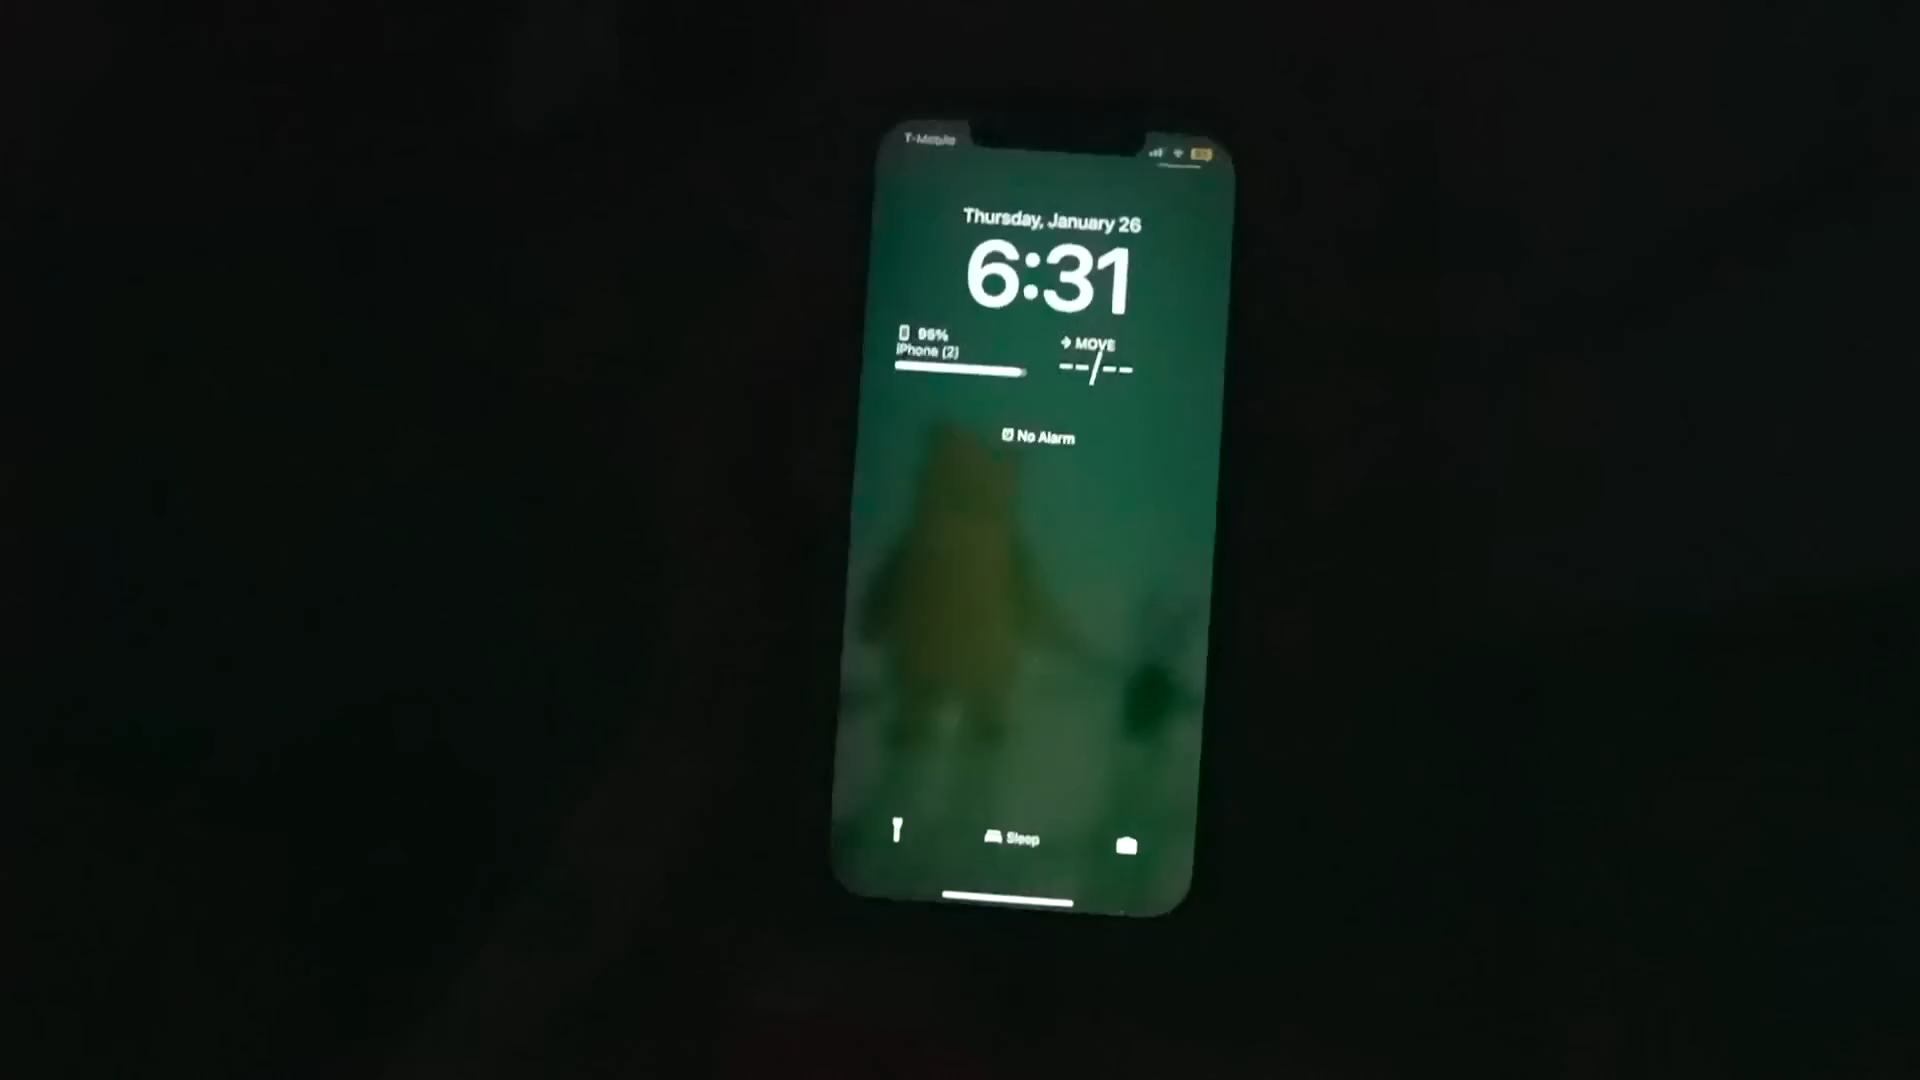 T-Mobile
Thursday, January 26
6:31
95%
iPhone (2)
MOVE
--/--
No Alarm
Sleep